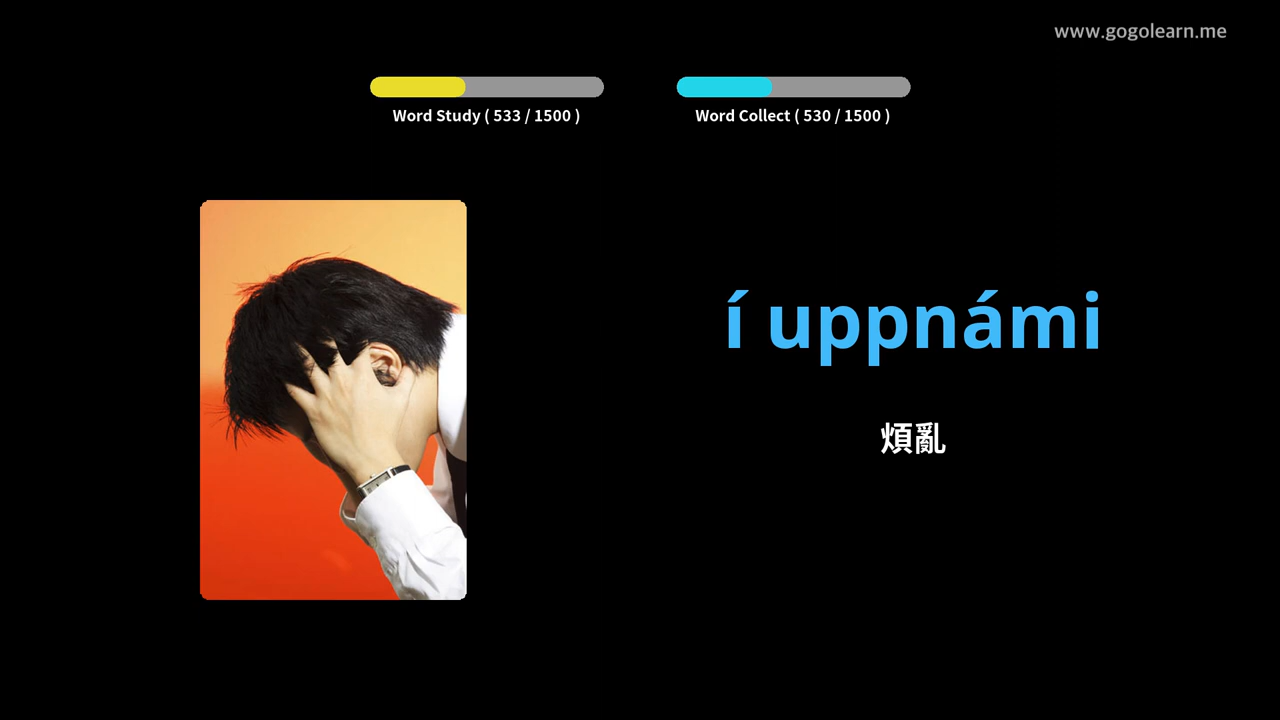 www.gogolearn.me
Word Study ( 533 / 1500 )
Word Collect ( 530 / 1500 )
í uppnámi
煩亂